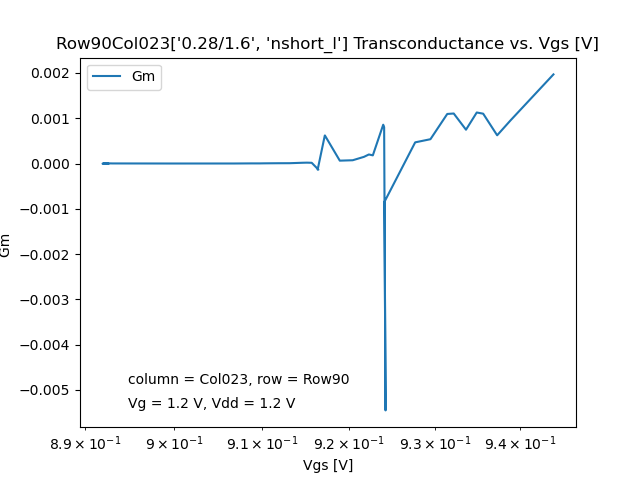 Row90Col023['0.28/1.6', 'nshort_l'] Transconductance vs. Vgs [V]
Gm
0.002
0.001
0.000
−0.001
−0.002
−0.003
−0.004
−0.005
Gm
column = Col023, row = Row90
Vg = 1.2 V, Vdd = 1.2 V
8.9 × 10⁻¹ 9 × 10⁻¹ 9.1 × 10⁻¹ 9.2 × 10⁻¹ 9.3 × 10⁻¹ 9.4 × 10⁻¹
Vgs [V]